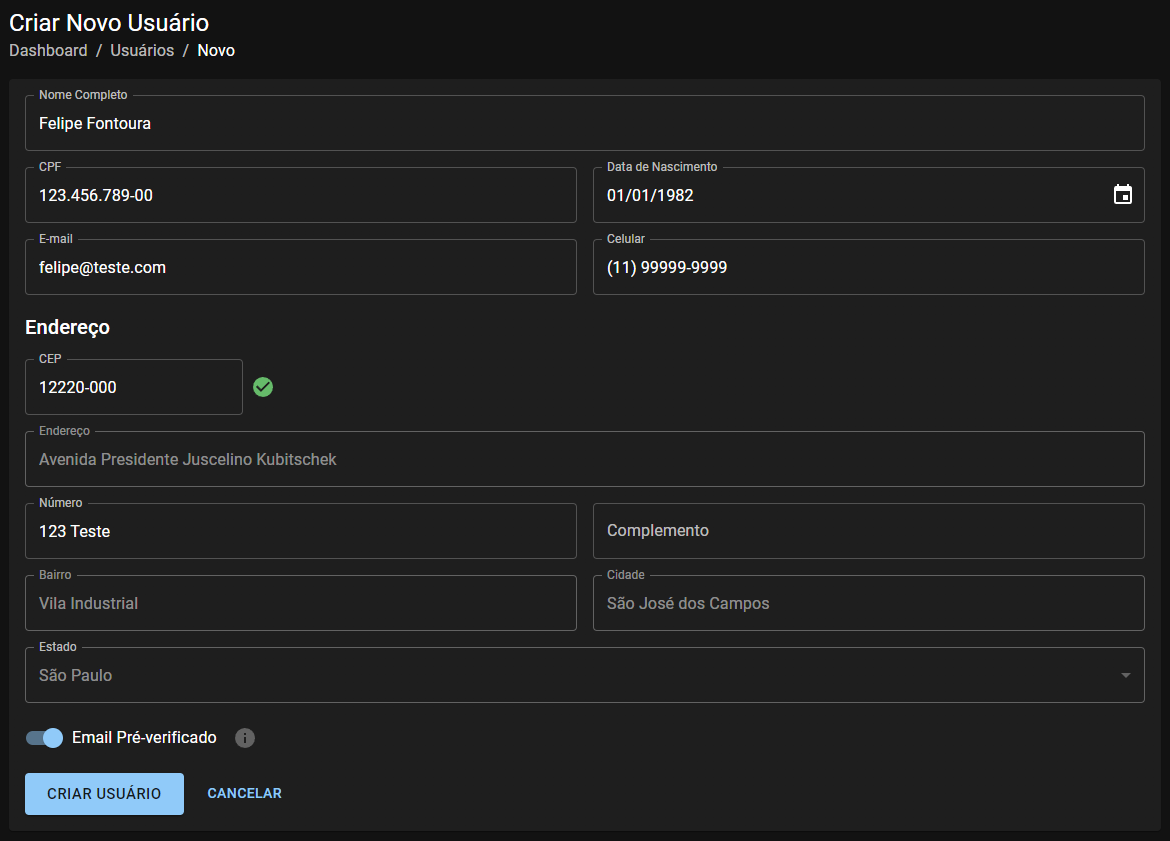 Criar Novo Usuário
Dashboard / Usuários / Novo
Nome Completo
Felipe Fontoura
CPF
123.456.789-00
Data de Nascimento
01/01/1982
E-mail
felipe@teste.com
Celular
(11) 99999-9999
Endereço
CEP
12220-000
Endereço
Avenida Presidente Juscelino Kubitschek
Número
123 Teste
Complemento
Bairro
Vila Industrial
Cidade
São José dos Campos
Estado
São Paulo
Email Pré-verificado
CRIAR USUÁRIO
CANCELAR